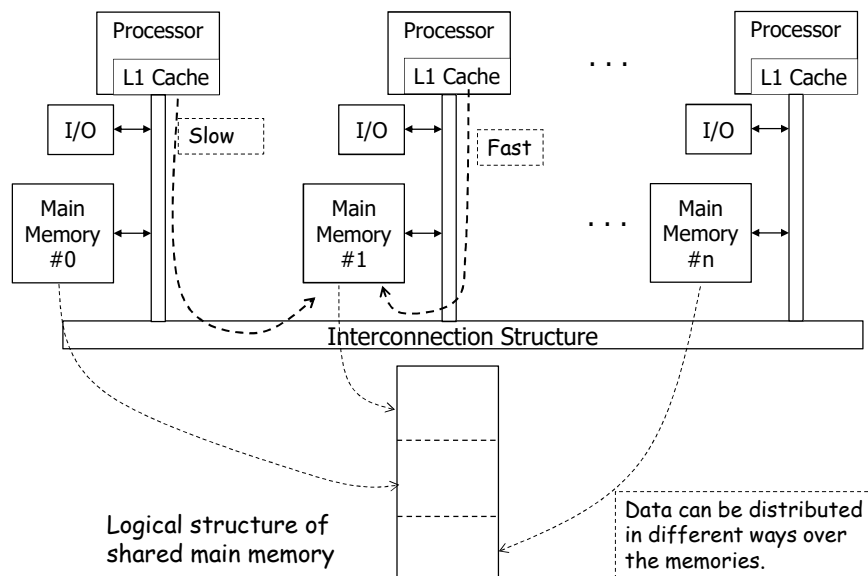 Processor
L1 Cache
Processor
L1 Cache
. . .
Processor
L1 Cache
I/O
Slow
I/O
Fast
I/O
Main
Memory
#0
Main
Memory
#1
. . .
Main
Memory
#n
Interconnection Structure
Logical structure of
shared main memory
Data can be distributed
in different ways over
the memories.